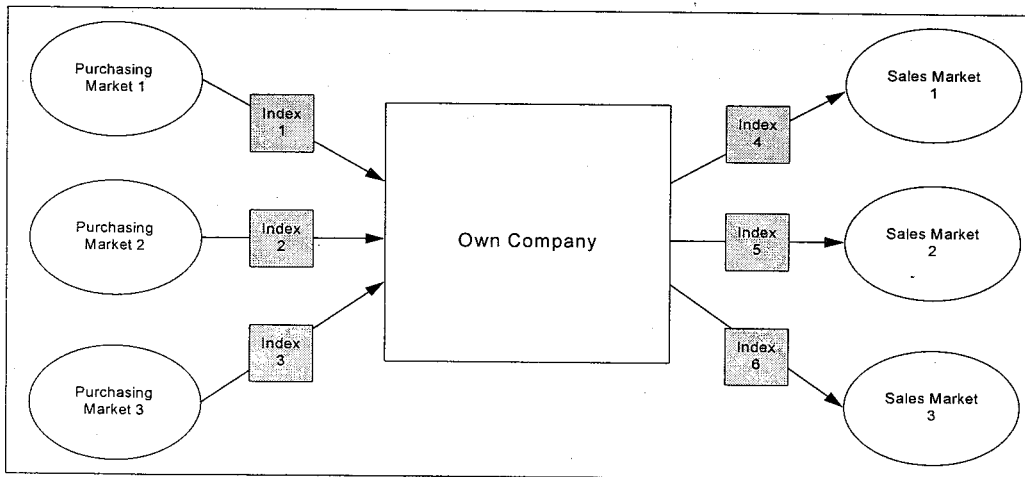 Purchasing
Market 1
Index
1
Purchasing
Market 2
Index
2
Purchasing
Market 3
Index
3
Own Company
Index
4
Sales Market
1
Index
5
Sales Market
2
Index
6
Sales Market
3